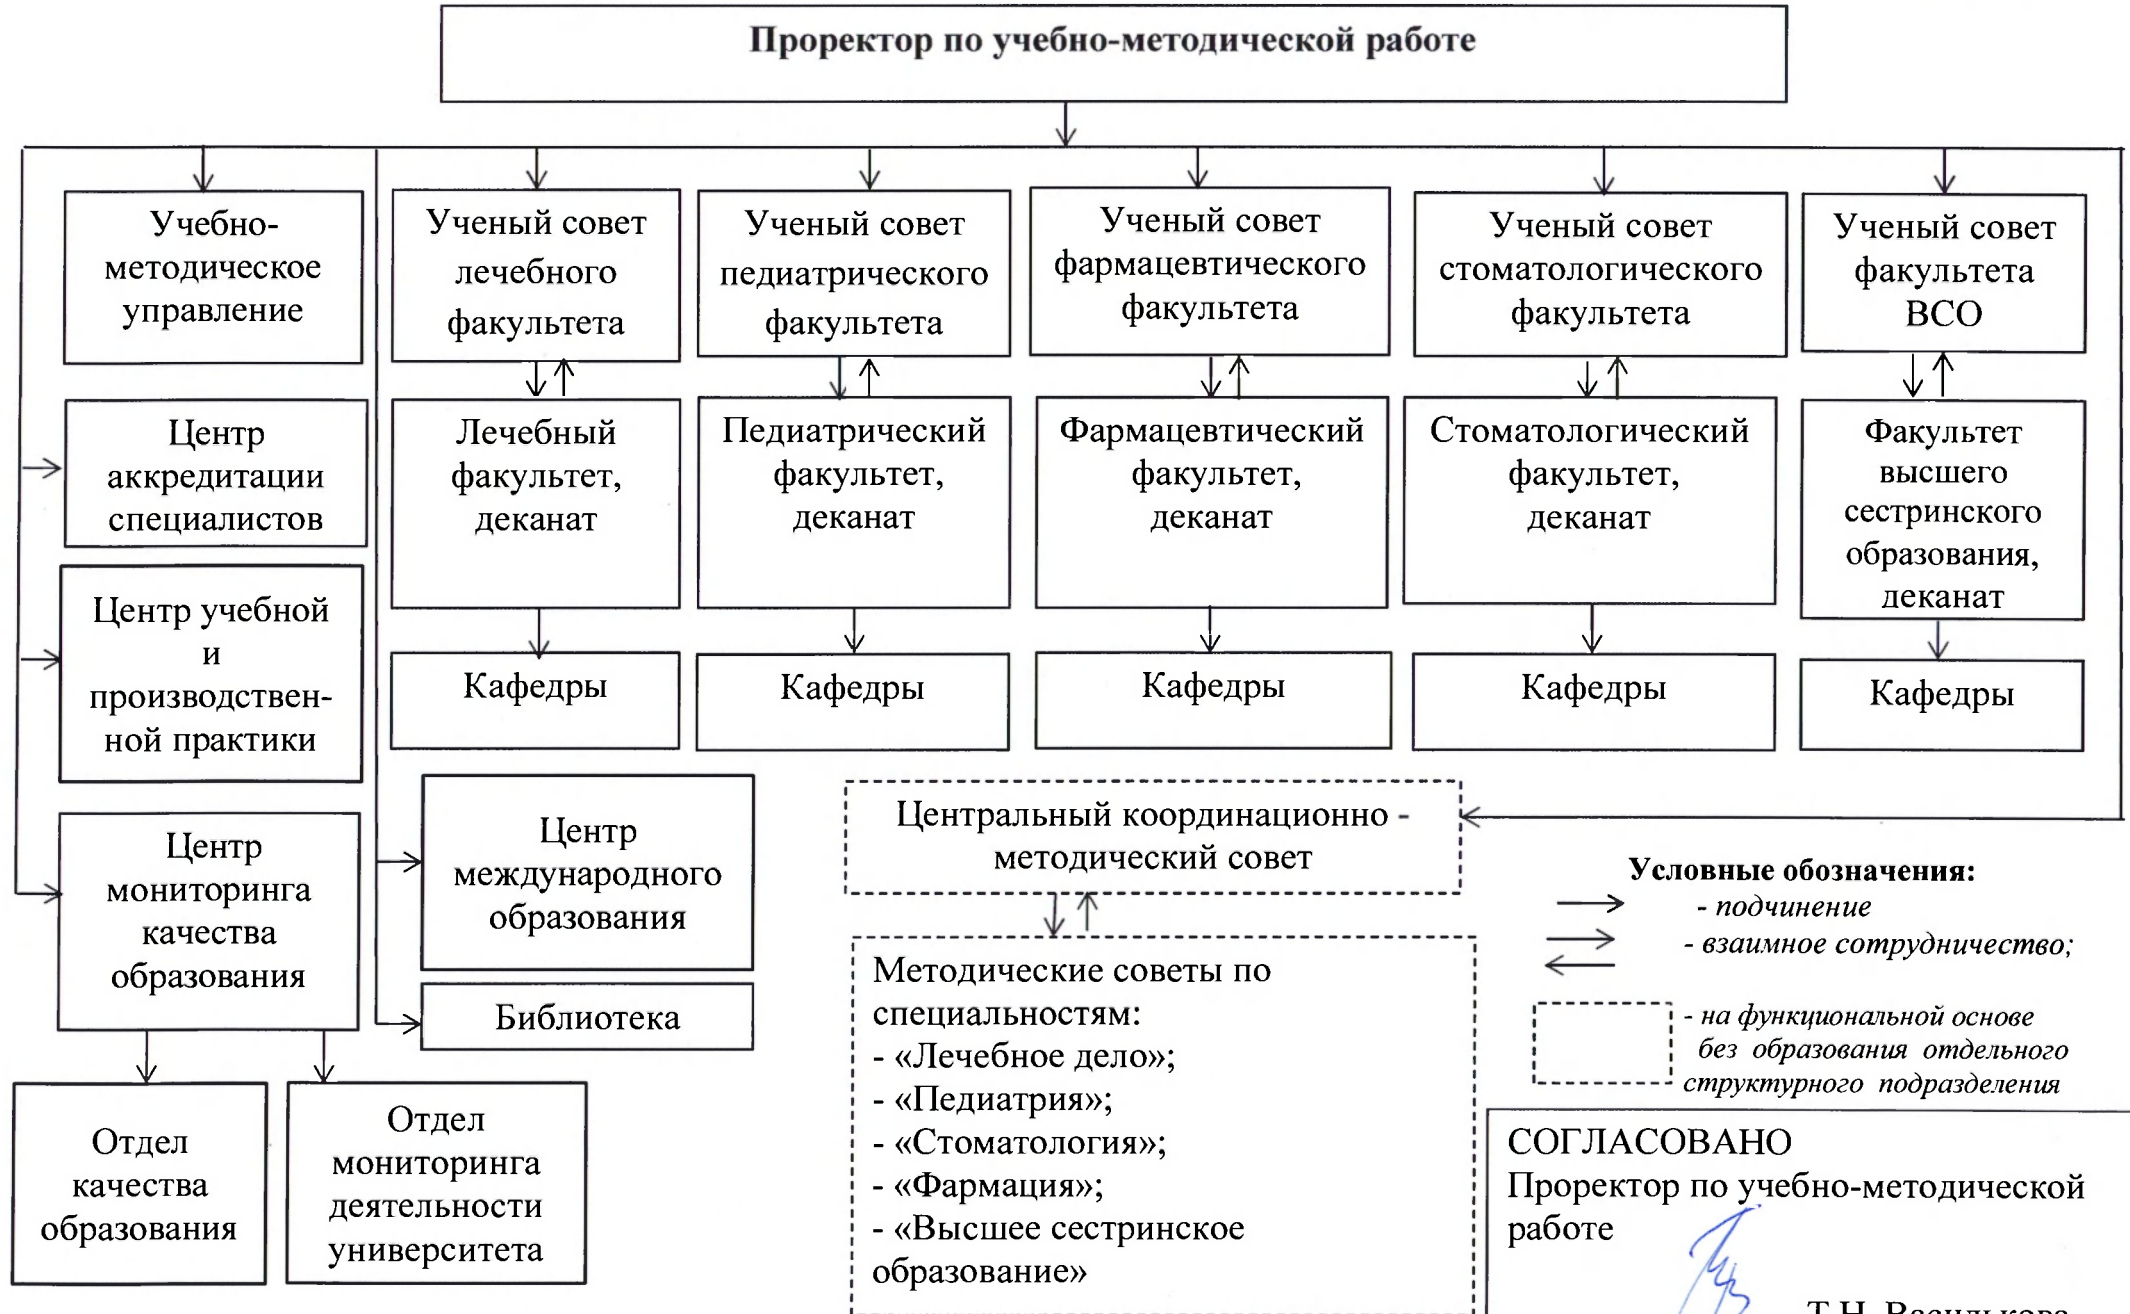 Проректор по учебно-методической работе
Учебно-
методическое
управление
Ученый совет
лечебного
факультета
Ученый совет
педиатрического
факультета
Ученый совет
фармацевтического
факультета
Ученый совет
стоматологического
факультета
Ученый совет
факультета
ВСО
Центр
аккредитации
специалистов
Лечебный
факультет,
деканат
Педиатрический
факультет,
деканат
Фармацевтический
факультет,
деканат
Стоматологический
факультет,
деканат
Факультет
высшего
сестринского
образования,
деканат
Центр учебной
и
производствен-
ной практики
Кафедры
Кафедры
Кафедры
Кафедры
Кафедры
Центр
мониторинга
качества
образования
Центр
международного
образования
Библиотека
Отдел
качества
образования
Отдел
мониторинга
деятельности
университета
Центральный координационно -
методический совет
Методические советы по
специальностям:
- «Лечебное дело»;
- «Педиатрия»;
- «Стоматология»;
- «Фармация»;
- «Высшее сестринское
образование»
Условные обозначения:
- подчинение
- взаимное сотрудничество;
- на функциональной основе
без образования отдельного
структурного подразделения
СОГЛАСОВАНО
Проректор по учебно-методической
работе
Т.Н. Василькова